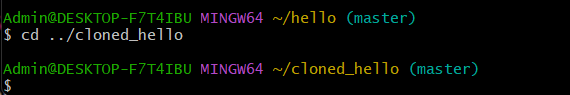 Admin@DESKTOP-F7T4IBU MINGW64 ~/hello (master)
$ cd ../cloned_hello
Admin@DESKTOP-F7T4IBU MINGW64 ~/cloned_hello (master)
$